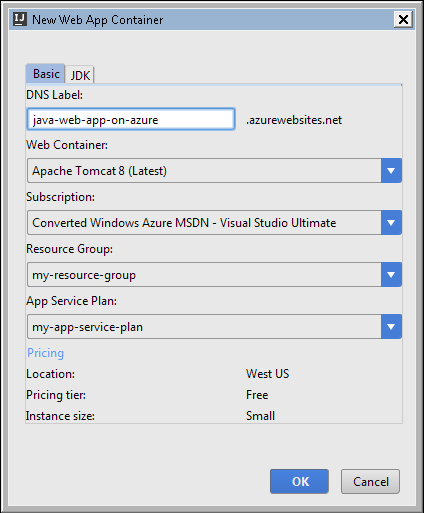 IJ New Web App Container
Basic JDK
DNS Label:
java-web-app-on-azure .azurewebsites.net
Web Container:
Apache Tomcat 8 (Latest)
Subscription:
Converted Windows Azure MSDN - Visual Studio Ultimate
Resource Group:
my-resource-group
App Service Plan:
my-app-service-plan
Pricing
Location: West US
Pricing tier: Free
Instance size: Small
OK Cancel